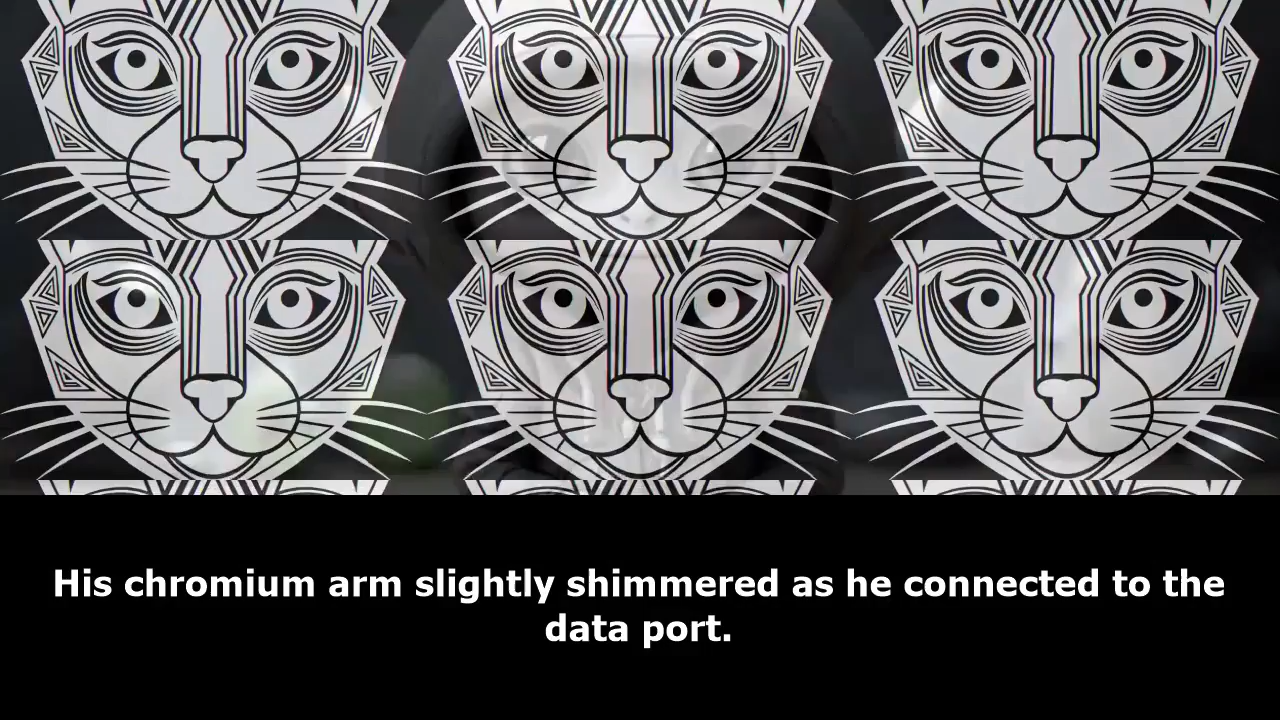 His chromium arm slightly shimmered as he connected to the
data port.